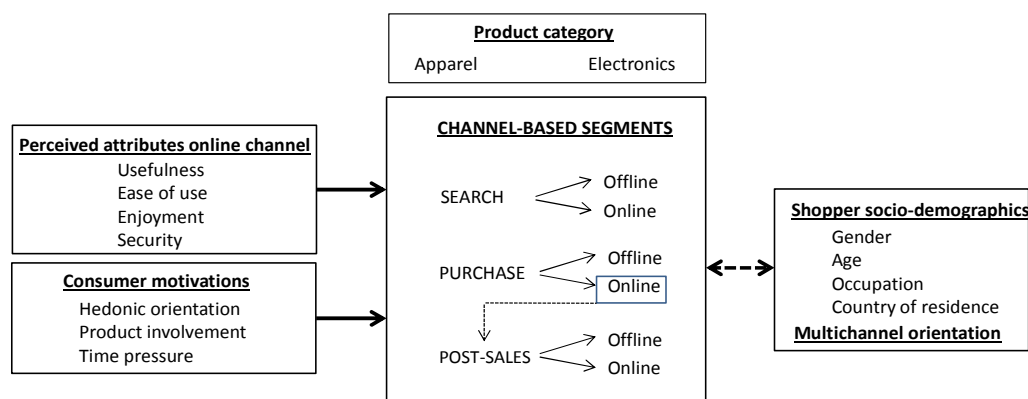 Product category
Apparel Electronics
Perceived attributes online channel
Usefulness
Ease of use
Enjoyment
Security
Consumer motivations
Hedonic orientation
Product involvement
Time pressure
CHANNEL-BASED SEGMENTS
SEARCH
Offline
Online
PURCHASE
Offline
Online
POST-SALES
Offline
Online
Shopper socio-demographics
Gender
Age
Occupation
Country of residence
Multichannel orientation